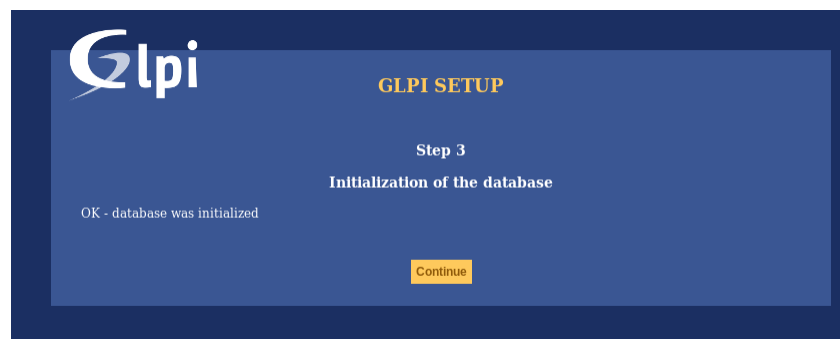 Glpi
GLPI SETUP
Step 3
Initialization of the database
OK - database was initialized
Continue